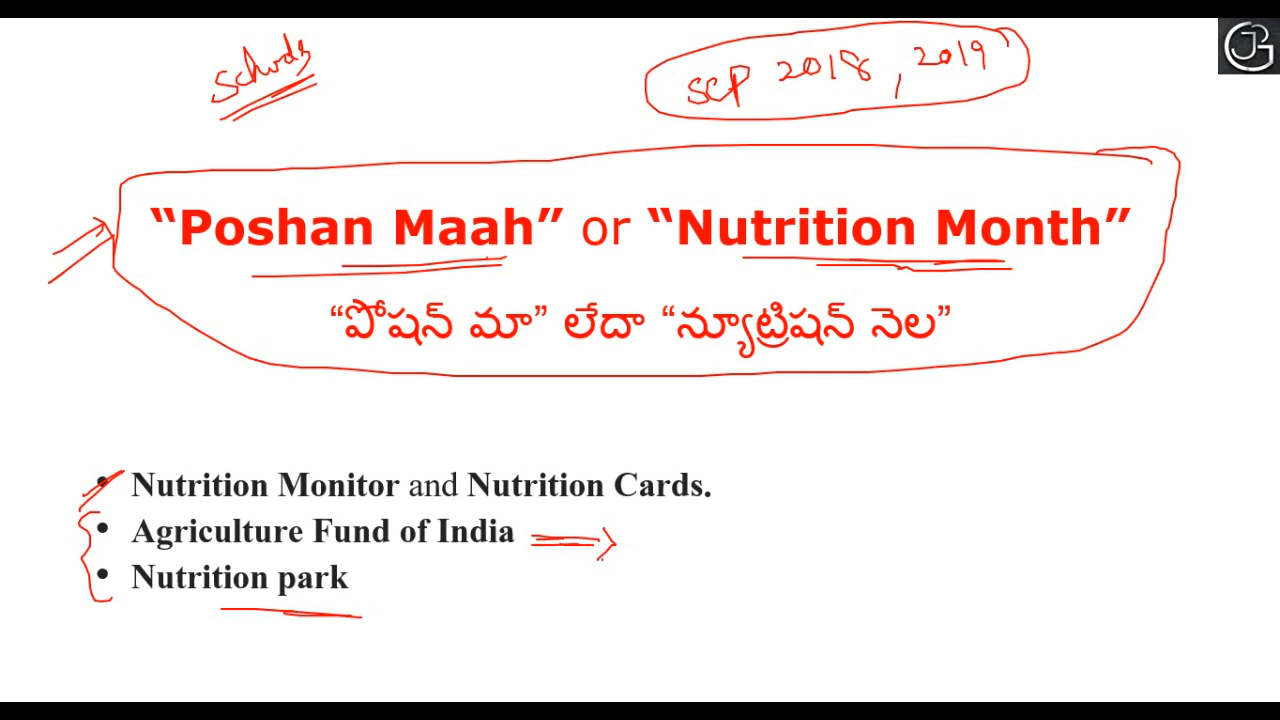 schools
sep 2018, 2019
“Poshan Maah” or “Nutrition Month”
“పోషన్ మా” లేదా “న్యూట్రిషన్ నెల”
• Nutrition Monitor and Nutrition Cards.
• Agriculture Fund of India
• Nutrition park